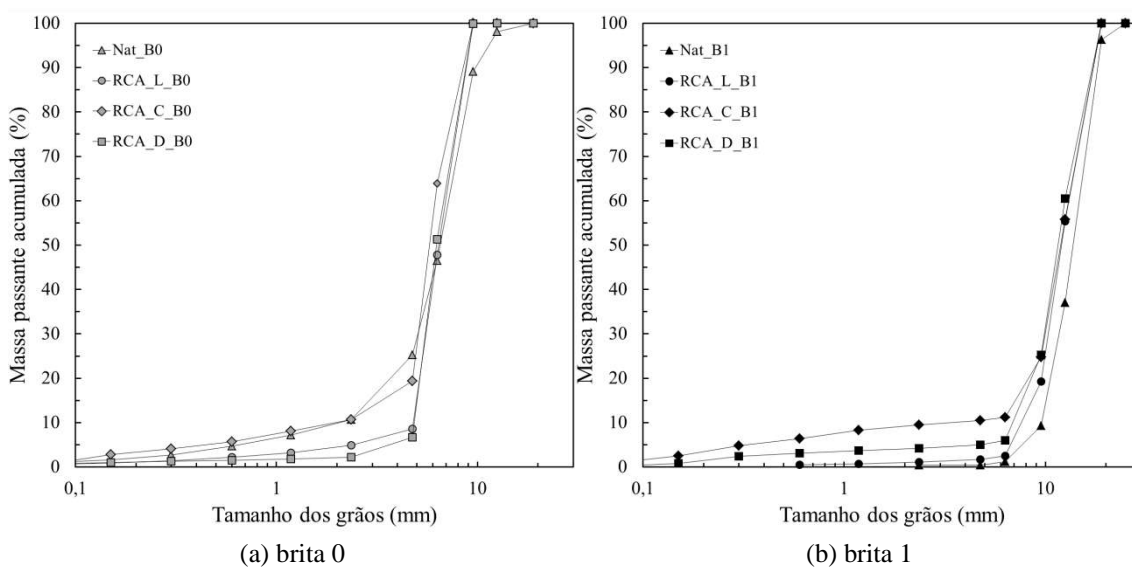 100
90
80
70
60
50
40
30
20
10
0
Massa passante acumulada (%)
Nat_B0
RCA_L_B0
RCA_C_B0
RCA_D_B0
0,1
1
10
Tamanho dos grãos (mm)
(a) brita 0
100
90
80
70
60
50
40
30
20
10
0
Massa passante acumulada (%)
Nat_B1
RCA_L_B1
RCA_C_B1
RCA_D_B1
0,1
1
10
Tamanho dos grãos (mm)
(b) brita 1